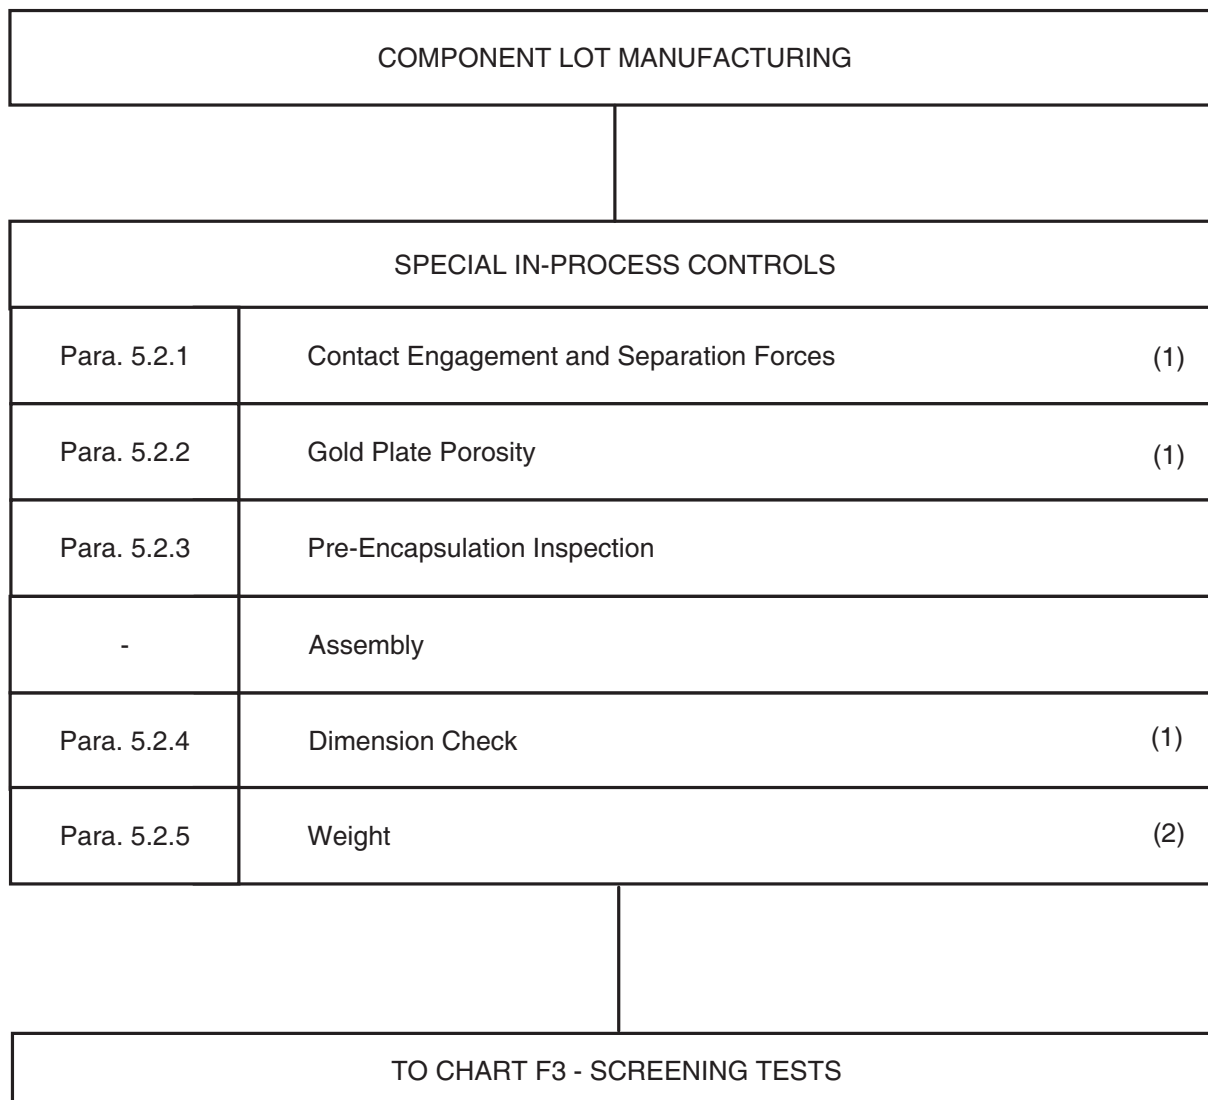 COMPONENT LOT MANUFACTURING
SPECIAL IN-PROCESS CONTROLS
Para. 5.2.1 Contact Engagement and Separation Forces (1)
Para. 5.2.2 Gold Plate Porosity (1)
Para. 5.2.3 Pre-Encapsulation Inspection
- Assembly
Para. 5.2.4 Dimension Check (1)
Para. 5.2.5 Weight (2)
TO CHART F3 - SCREENING TESTS